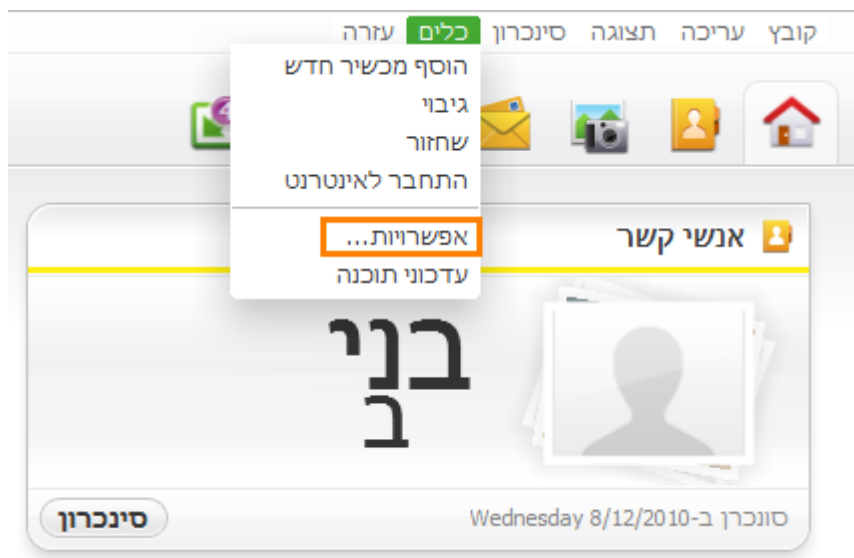 קובץ עריכה תצוגה סינכרון כלים עזרה
הוסף מכשיר חדש
גיבוי
שחזור
התחבר לאינטרנט
אפשרויות...
עדכוני תוכנה
4
אנשי קשר
בני
ב
סונכרן ב-Wednesday 8/12/2010
סינכרון